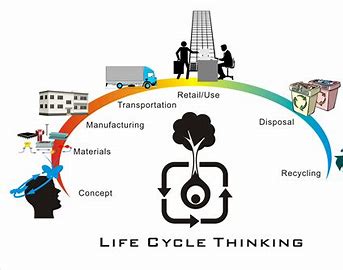 Retail/Use
Transportation
Disposal
Manufacturing
Materials
Recycling
Concept
LIFE CYCLE THINKING